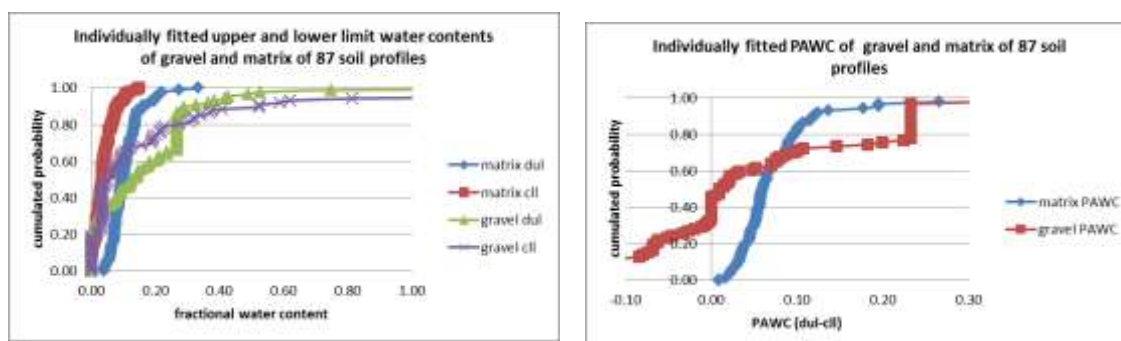 Individually fitted upper and lower limit water contents
of gravel and matrix of 87 soil profiles
1.00
0.80
0.60
0.40
0.20
0.00
cumulated probability
0.00 0.20 0.40 0.60 0.80 1.00
fractional water content
matrix dul
matrix cll
gravel dul
gravel cll
Individually fitted PAWC of gravel and matrix of 87 soil
profiles
1.00
0.80
0.60
0.40
0.20
0.00
cumulated probability
-0.10 0.00 0.10 0.20 0.30
PAWC (dul-cll)
matrix PAWC
gravel PAWC